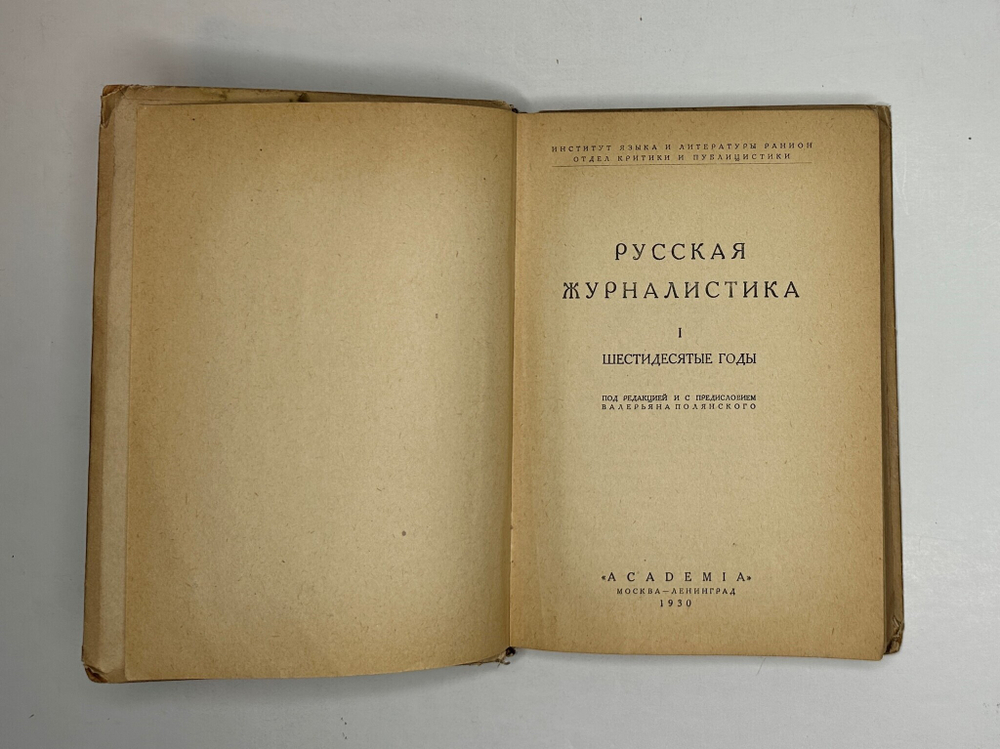 ИНСТИТУТ ЯЗЫКА И ЛИТЕРАТУРЫ РАНИОН
ОТДЕЛ КРИТИКИ И ПУБЛИЦИСТИКИ
РУССКАЯ
ЖУРНАЛИСТИКА
I
ШЕСТИДЕСЯТЫЕ ГОДЫ
ПОД РЕДАКЦИЕЙ И С ПРЕДИСЛОВИЕМ
ВАЛЕРЬЯНА ПОЛЯНСКОГО
«ACADEMIA»
МОСКВА—ЛЕНИНГРАД
1930